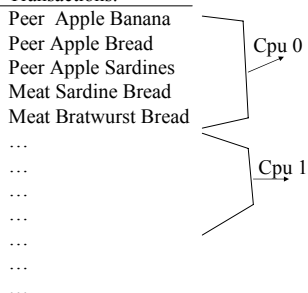 Peer Apple Banana
Peer Apple Bread
Peer Apple Sardines
Meat Sardine Bread
Meat Bratwurst Bread
…
…
…
…
…
…
…
Cpu 0
Cpu 1